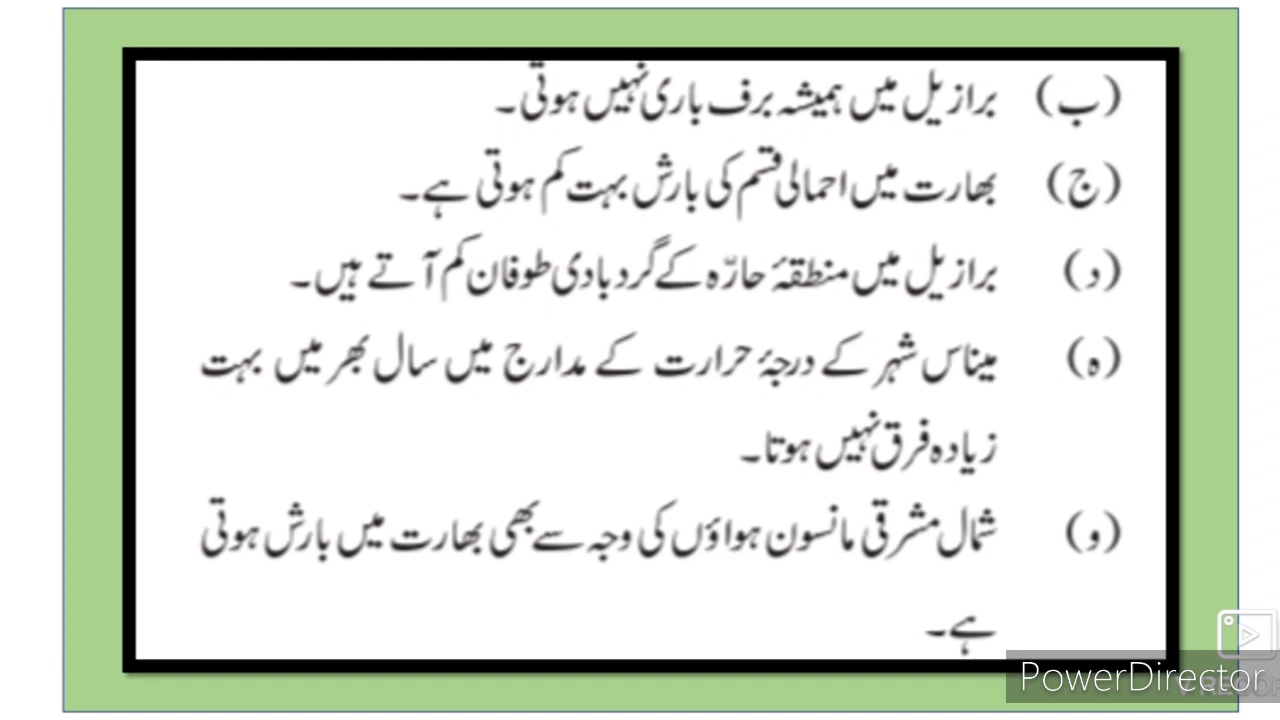 (ب) برازیل میں ہمیشہ برف باری نہیں ہوتی۔
(ج) بھارت میں احمالی قسم کی بارش بہت کم ہوتی ہے۔
(د) برازیل میں منطقۂ حارّہ کے گرد بادی طوفان کم آتے ہیں۔
(ہ) میناس شہر کے درجۂ حرارت کے مدارج میں سال بھر میں بہت
زیادہ فرق نہیں ہوتا۔
(و) شمال مشرقی مانسون ہواؤں کی وجہ سے بھی بھارت میں بارش ہوتی
ہے۔
PowerDirector